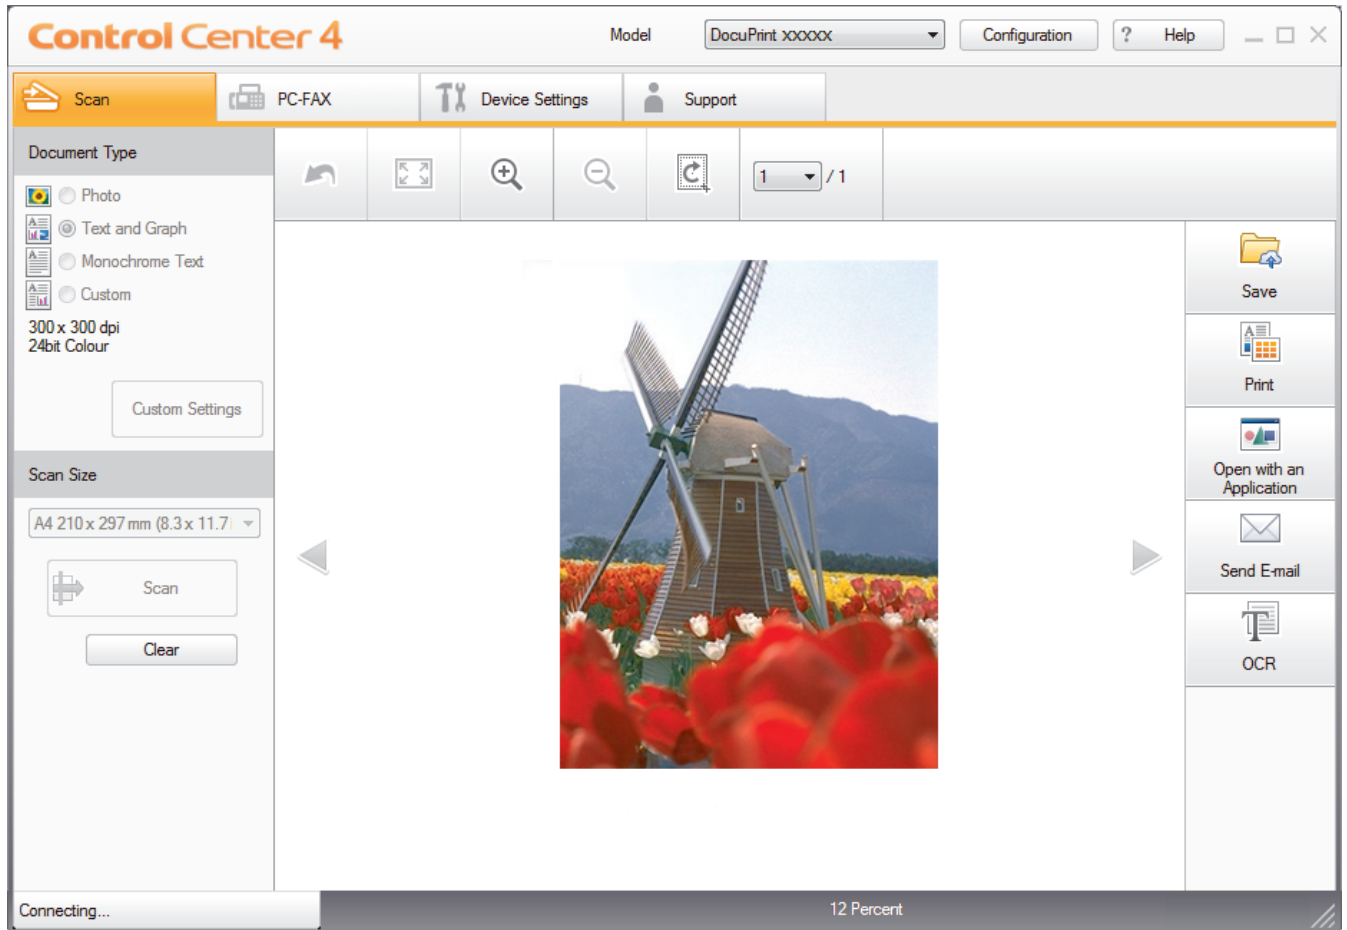 Control Center 4
Model
DocuPrint XXXXX
Configuration
? Help
Scan
PC-FAX
Device Settings
Support
Document Type
Photo
Text and Graph
Monochrome Text
Custom
300 x 300 dpi
24bit Colour
Custom Settings
Scan Size
A4 210 x 297 mm (8.3 x 11.7
Scan
Clear
1 / 1
Save
Print
Open with an
Application
Send E-mail
OCR
Connecting...
12 Percent